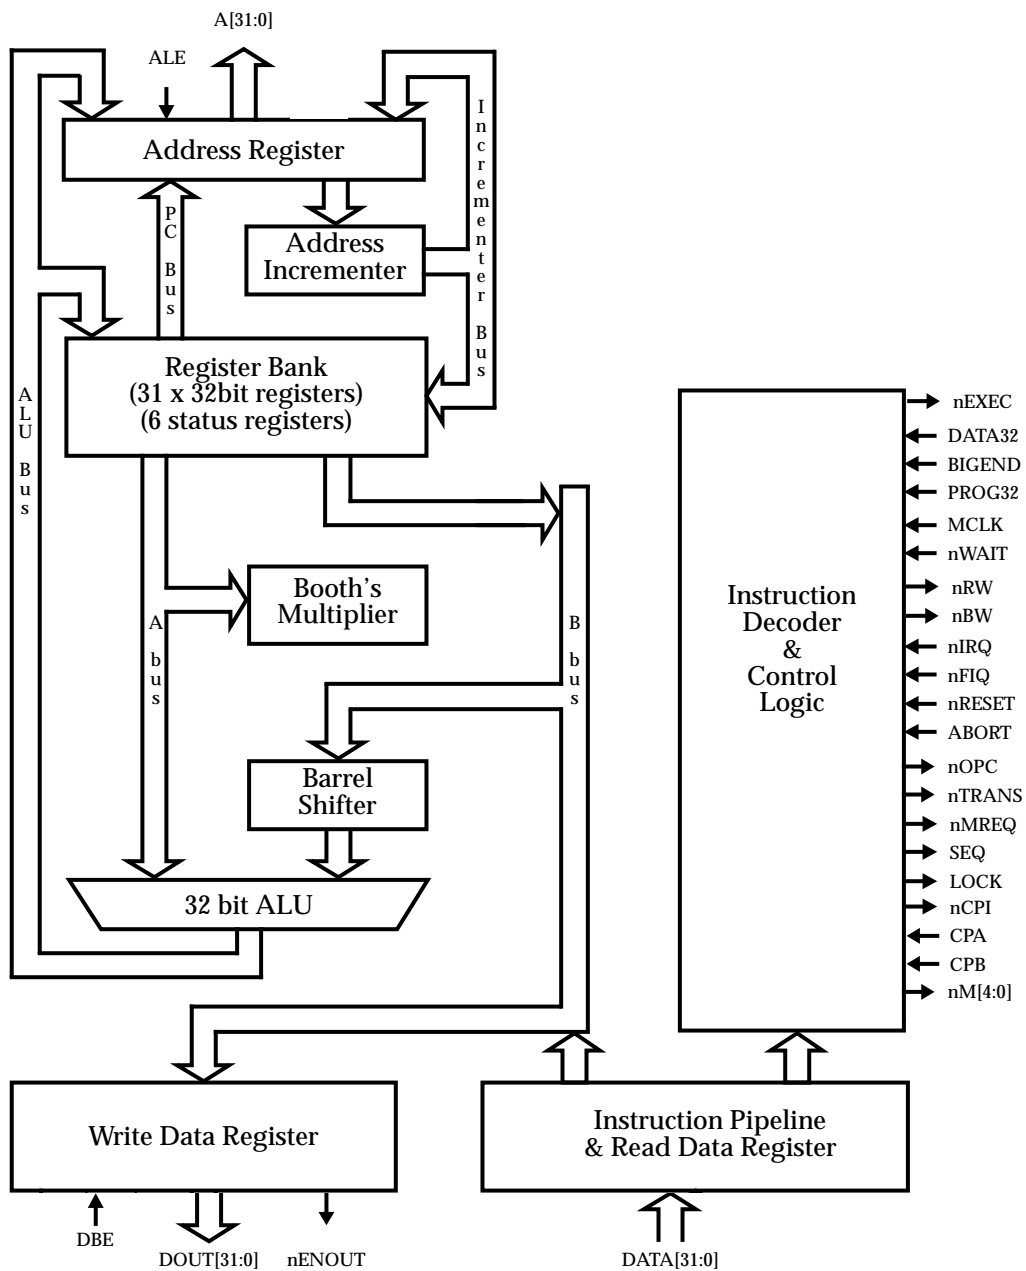 A[31:0]
ALE
Address Register
Incrementer Bus
PC Bus
Address
Incrementer
Register Bank
(31 x 32bit registers)
(6 status registers)
ALU Bus
A bus
Booth's
Multiplier
B bus
Barrel
Shifter
32 bit ALU
Instruction
Decoder
&
Control
Logic
nEXEC
DATA32
BIGEND
PROG32
MCLK
nWAIT
nRW
nBW
nIRQ
nFIQ
nRESET
ABORT
nOPC
nTRANS
nMREQ
SEQ
LOCK
nCPI
CPA
CPB
nM[4:0]
Write Data Register
Instruction Pipeline
& Read Data Register
DBE
DOUT[31:0]
nENOUT
DATA[31:0]